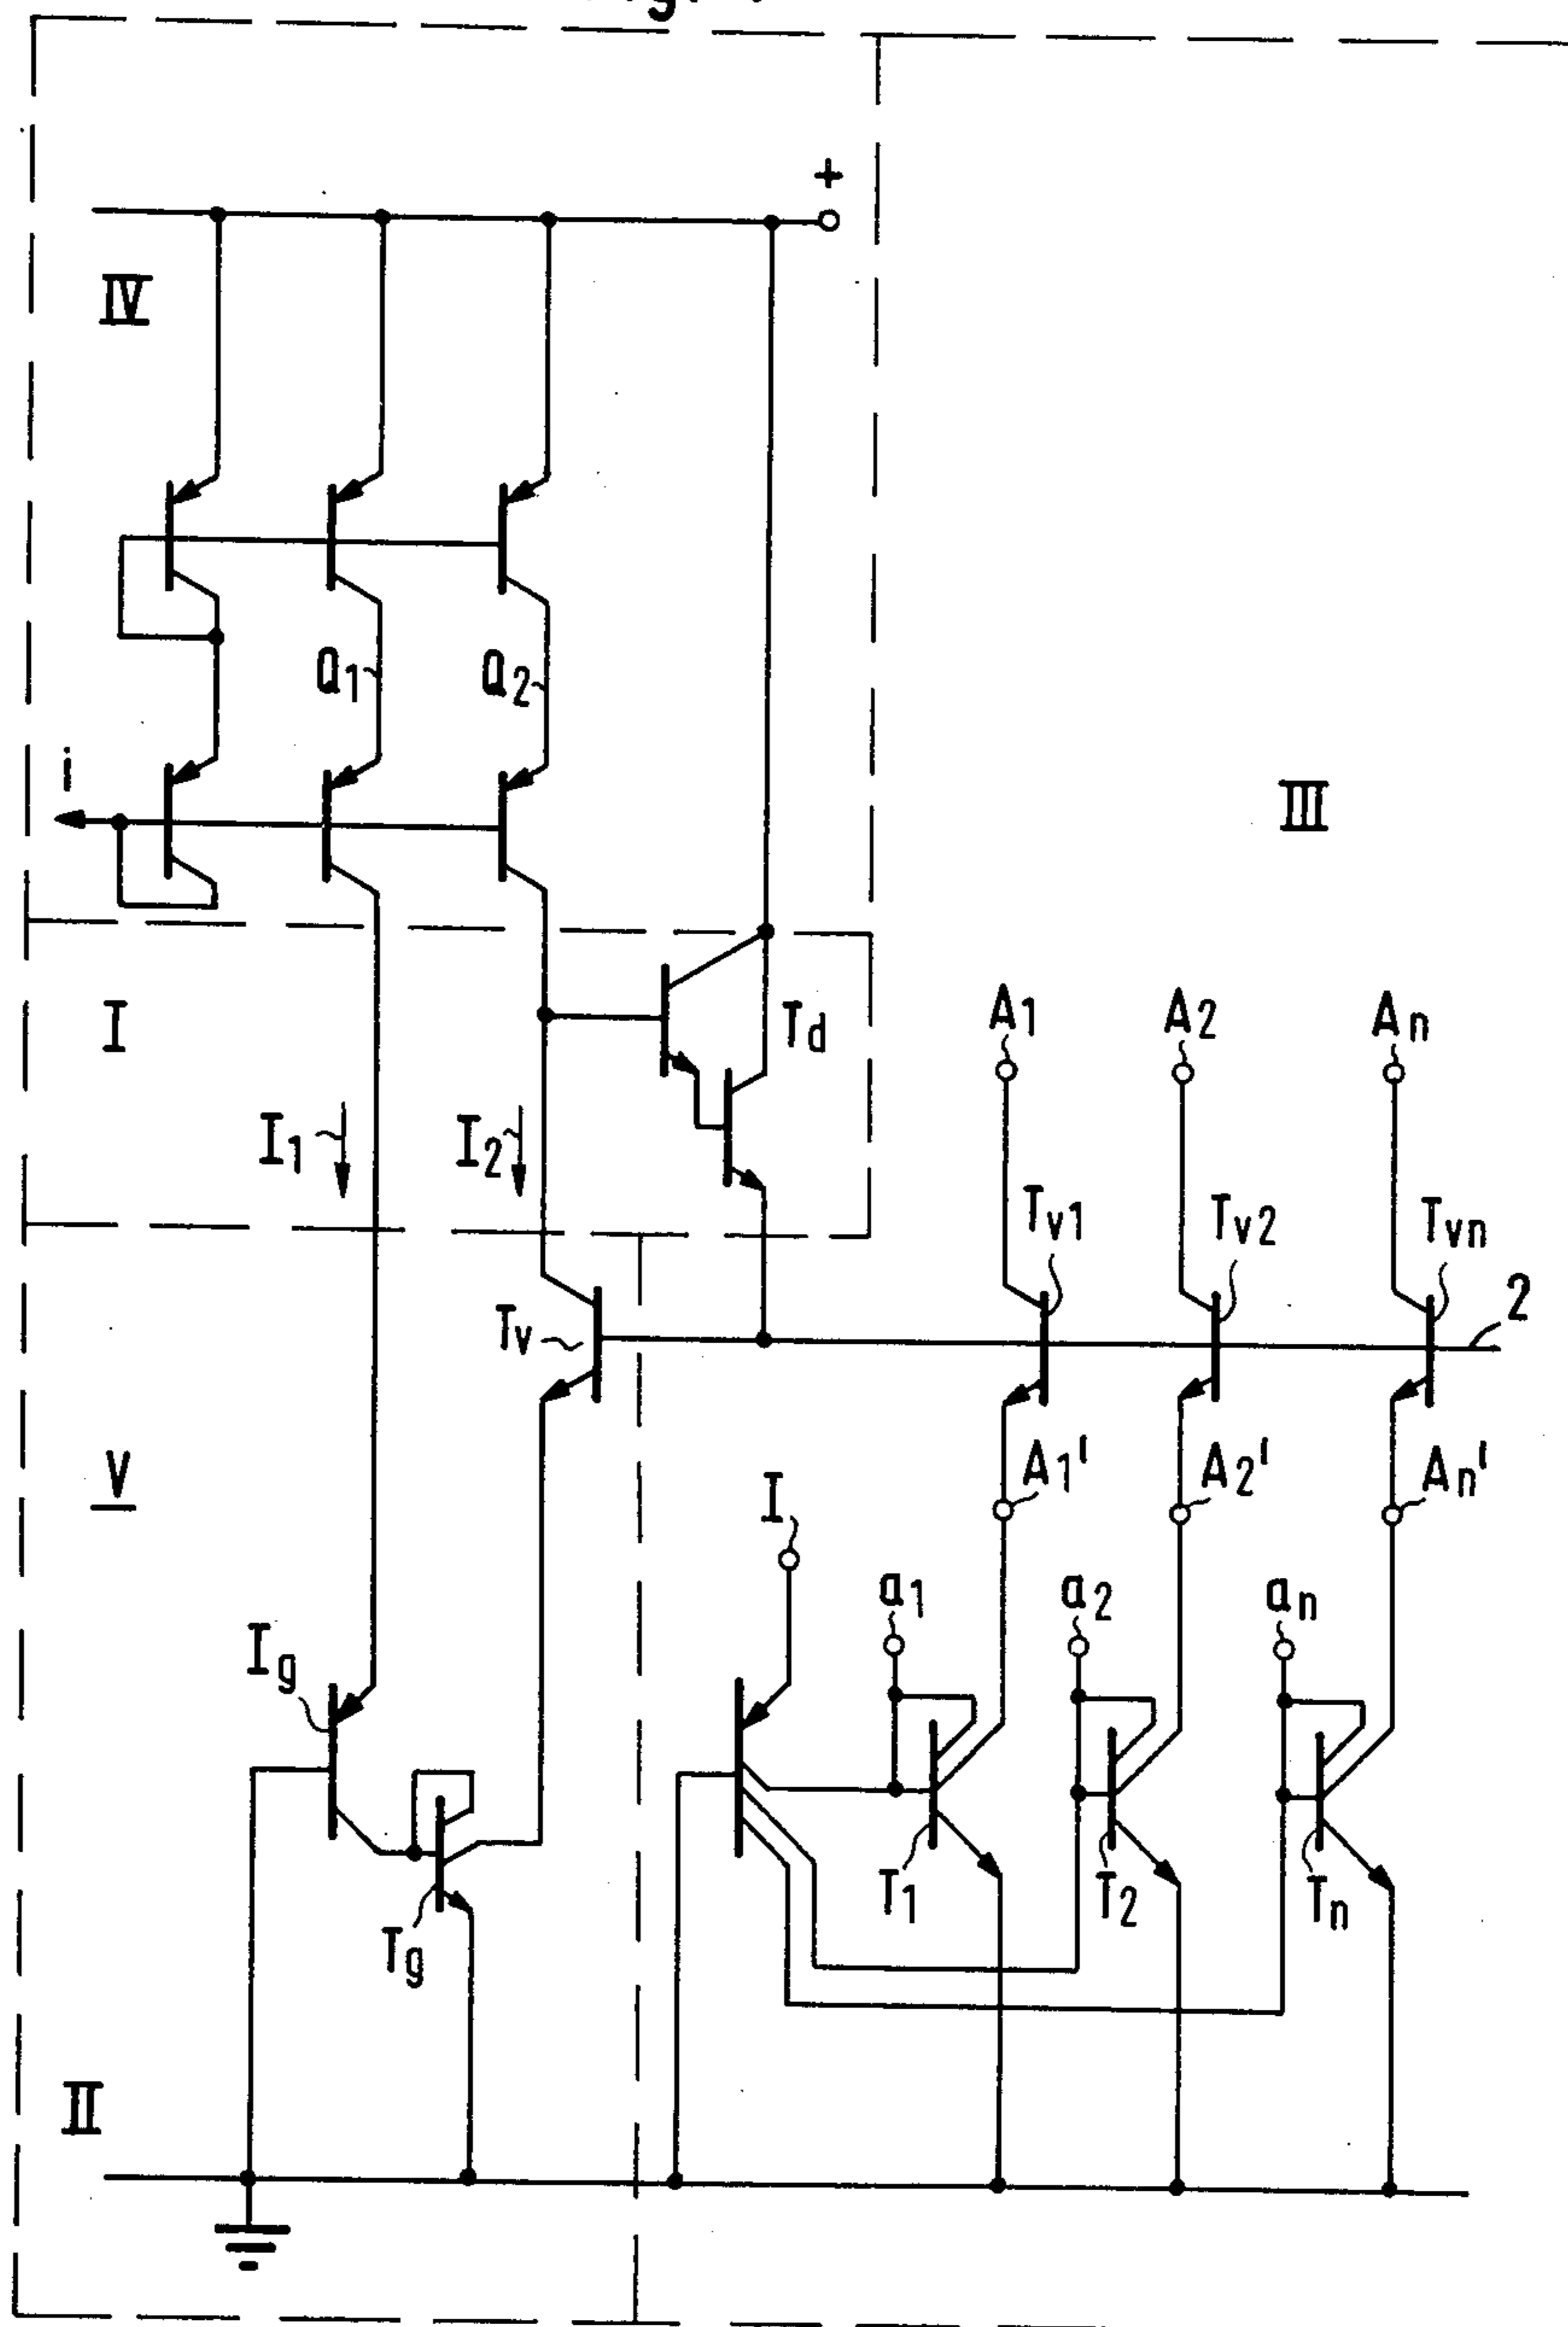 +
IV
Q1
Q2
i
III
I
Td
A1
A2
An
I1
I2
Tv1
Tv2
Tvn
2
Tv
V
A1'
A2'
An'
I
a1
a2
an
Ig
T1
T2
Tn
Tg
II